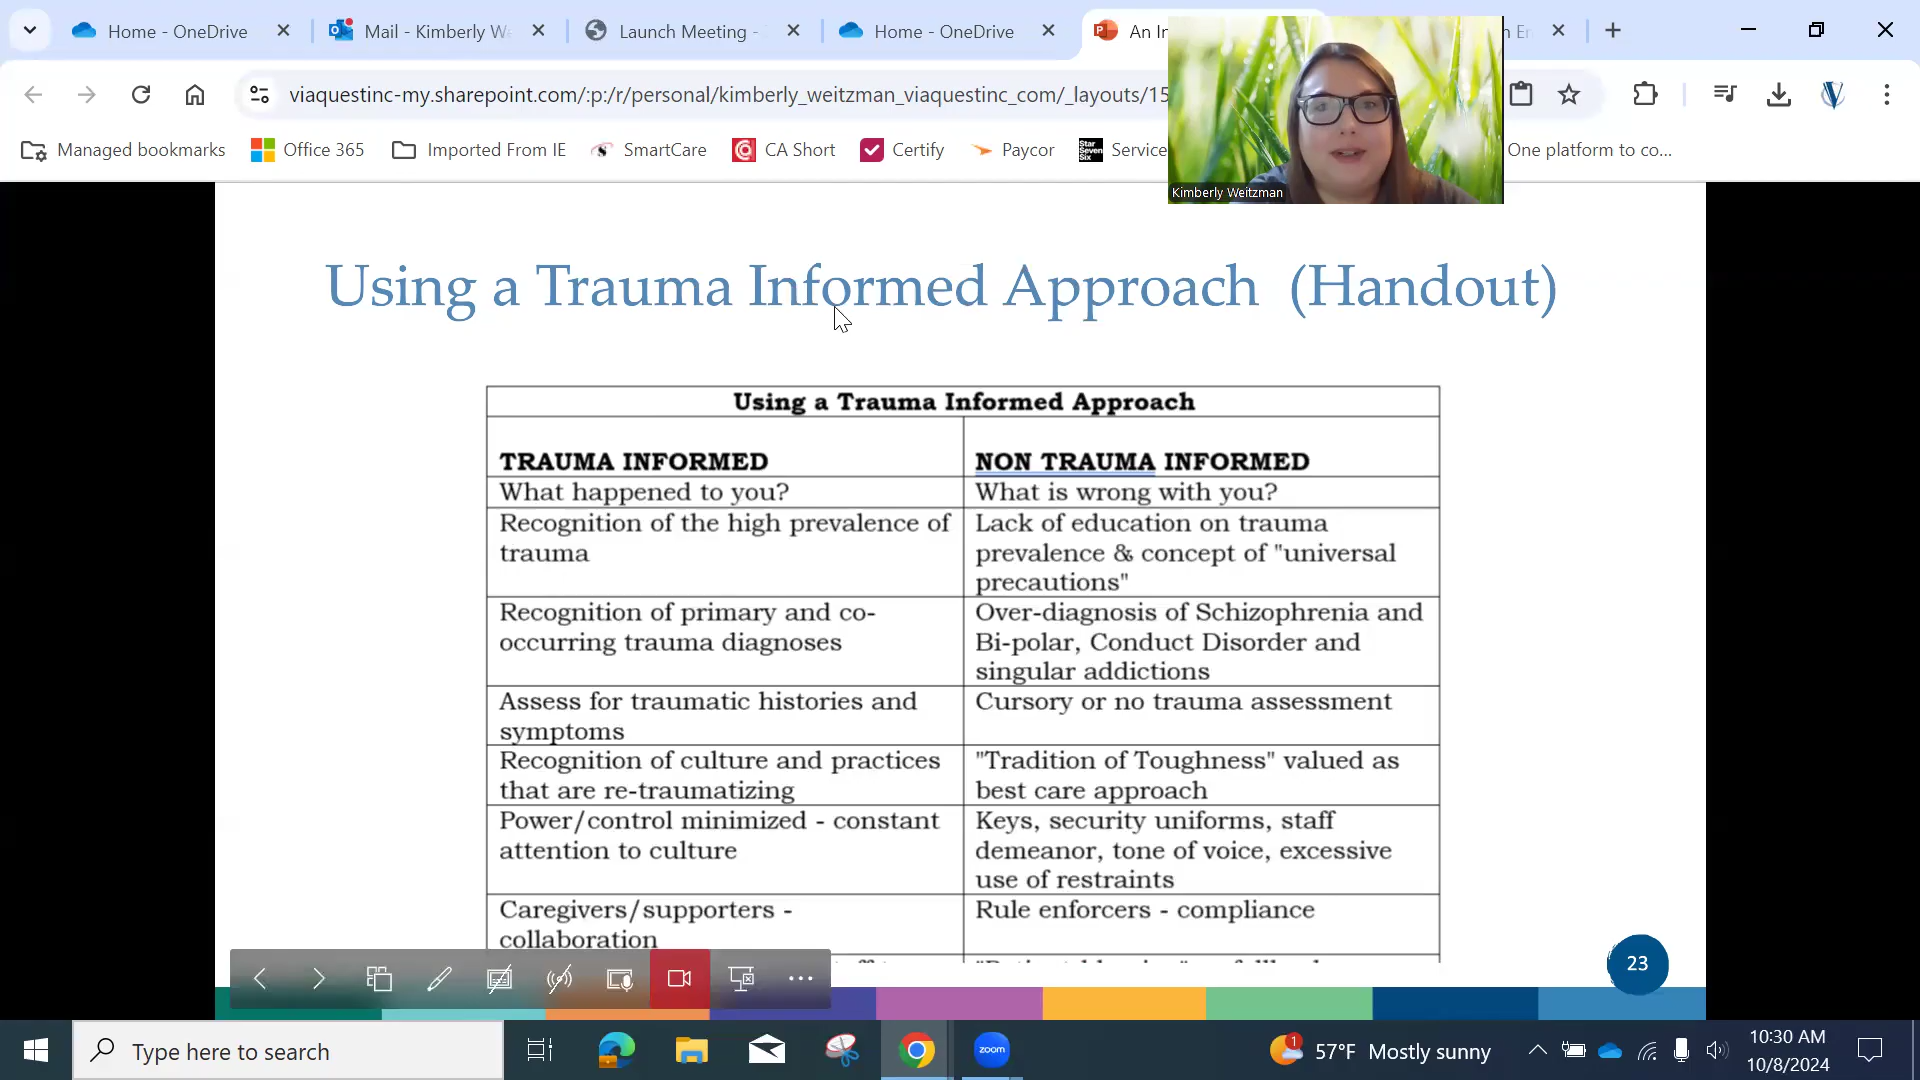 Home - OneDrive
Mail - Kimberly W
Launch Meeting -
Home - OneDrive
An I
viaquestinc-my.sharepoint.com/:p:/r/personal/kimberly_weitzman_viaquestinc_com/_layouts/15
Managed bookmarks
Office 365
Imported From IE
SmartCare
CA Short
Certify
Paycor
Star Seven Six
Service
One platform to co...
Kimberly Weitzman
Using a Trauma Informed Approach (Handout)
Using a Trauma Informed Approach
TRAUMA INFORMED
NON TRAUMA INFORMED
What happened to you?
What is wrong with you?
Recognition of the high prevalence of
trauma
Lack of education on trauma
prevalence & concept of "universal
precautions"
Recognition of primary and co-
occurring trauma diagnoses
Over-diagnosis of Schizophrenia and
Bi-polar, Conduct Disorder and
singular addictions
Assess for traumatic histories and
symptoms
Cursory or no trauma assessment
Recognition of culture and practices
that are re-traumatizing
"Tradition of Toughness" valued as
best care approach
Power/control minimized - constant
attention to culture
Keys, security uniforms, staff
demeanor, tone of voice, excessive
use of restraints
Caregivers/supporters -
collaboration
Rule enforcers - compliance
23
Type here to search
zoom
1
57°F Mostly sunny
10:30 AM
10/8/2024